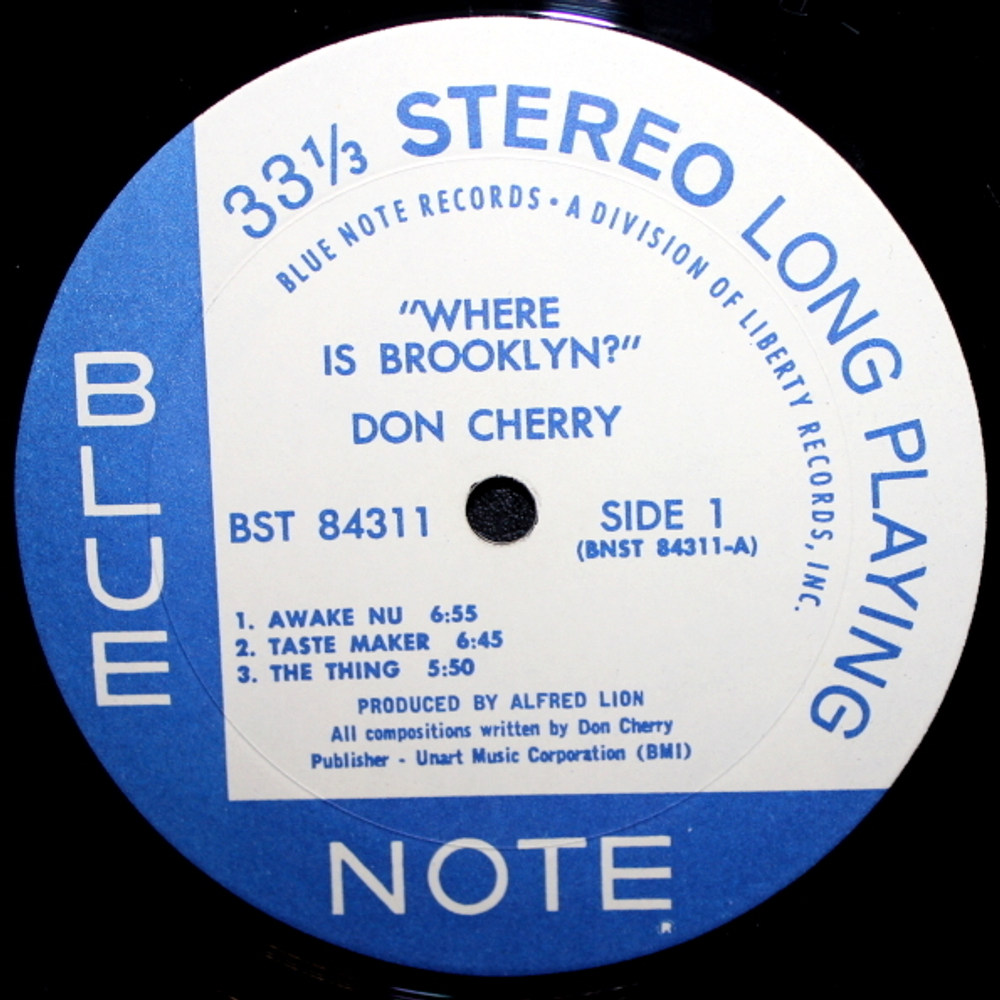 33⅓ STEREO LONG PLAYING
BLUE NOTE RECORDS • A DIVISION OF LIBERTY RECORDS, INC.
"WHERE
IS BROOKLYN?"
DON CHERRY
BST 84311
SIDE 1
(BNST 84311-A)
1. AWAKE NU 6:55
2. TASTE MAKER 6:45
3. THE THING 5:50
PRODUCED BY ALFRED LION
All compositions written by Don Cherry
Publisher - Unart Music Corporation (BMI)
BLUE
NOTE
®